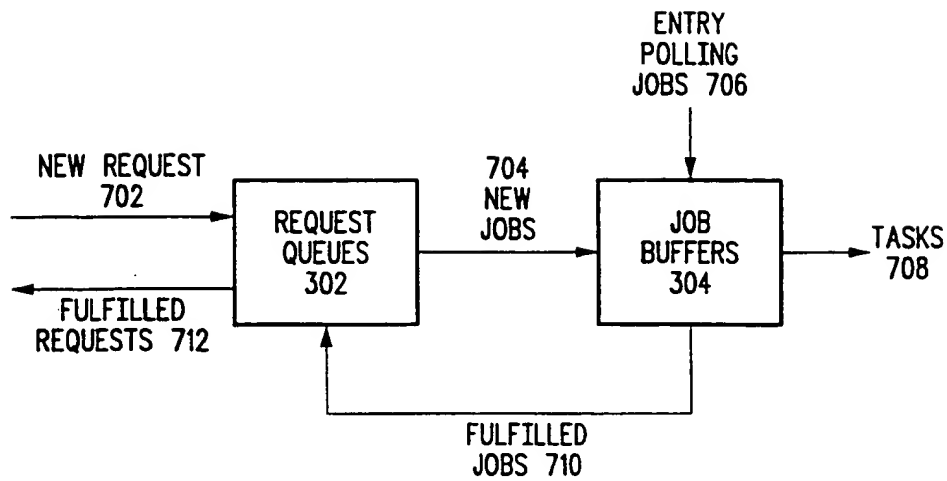 ENTRY
POLLING
JOBS 706
NEW REQUEST
702
704
NEW
JOBS
REQUEST
QUEUES
302
JOB
BUFFERS
304
TASKS
708
FULFILLED
REQUESTS 712
FULFILLED
JOBS 710